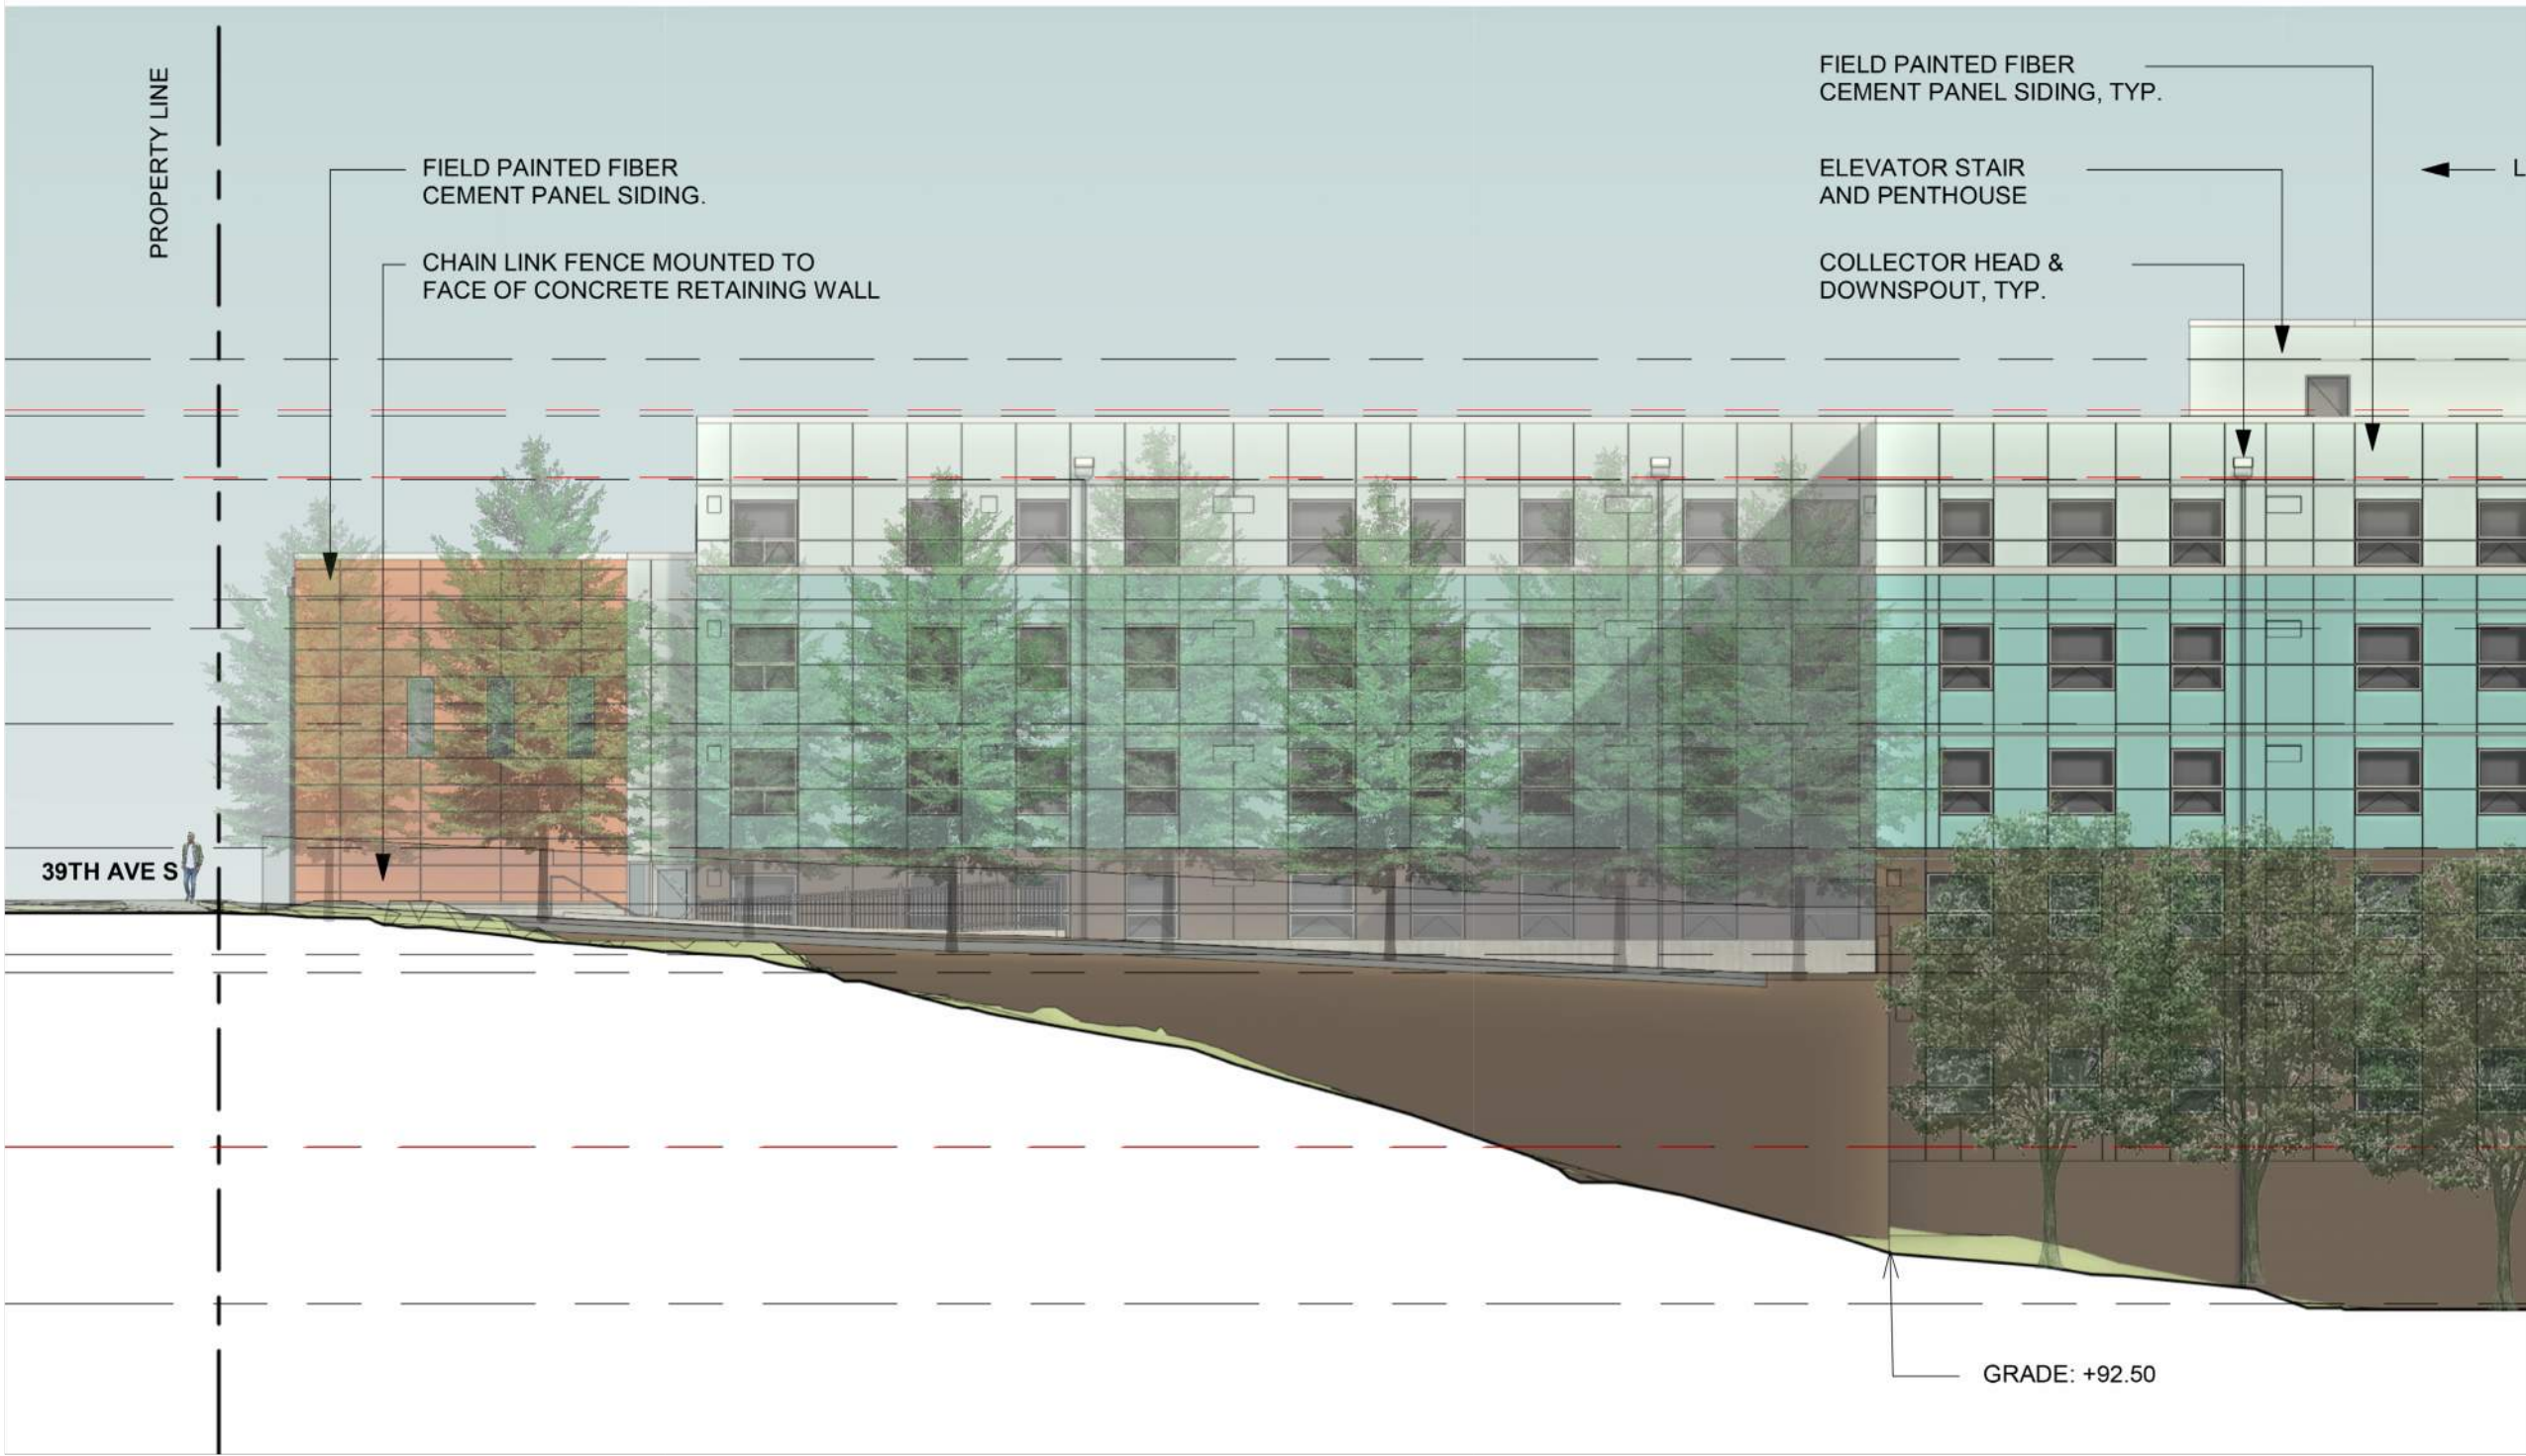 PROPERTY LINE
FIELD PAINTED FIBER
CEMENT PANEL SIDING.
CHAIN LINK FENCE MOUNTED TO
FACE OF CONCRETE RETAINING WALL
FIELD PAINTED FIBER
CEMENT PANEL SIDING, TYP.
ELEVATOR STAIR
AND PENTHOUSE
COLLECTOR HEAD &
DOWNSPOUT, TYP.
L
39TH AVE S
GRADE: +92.50